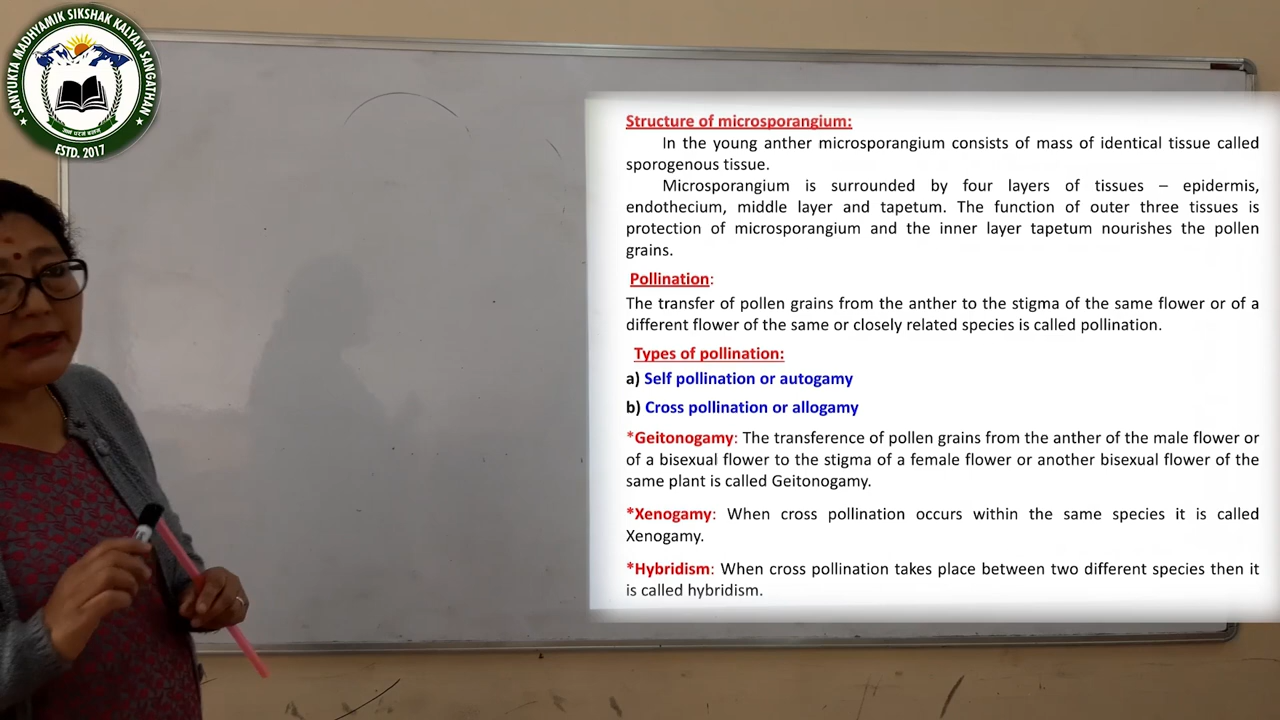 SANYUKTA MADHYAMIK SIKSHAK KALYAN SANGATHAN
ESTD. 2017
Structure of microsporangium:
In the young anther microsporangium consists of mass of identical tissue called
sporogenous tissue.
Microsporangium is surrounded by four layers of tissues – epidermis,
endothecium, middle layer and tapetum. The function of outer three tissues is
protection of microsporangium and the inner layer tapetum nourishes the pollen
grains.
Pollination:
The transfer of pollen grains from the anther to the stigma of the same flower or of a
different flower of the same or closely related species is called pollination.
Types of pollination:
a) Self pollination or autogamy
b) Cross pollination or allogamy
*Geitonogamy: The transference of pollen grains from the anther of the male flower or
of a bisexual flower to the stigma of a female flower or another bisexual flower of the
same plant is called Geitonogamy.
*Xenogamy: When cross pollination occurs within the same species it is called
Xenogamy.
*Hybridism: When cross pollination takes place between two different species then it
is called hybridism.